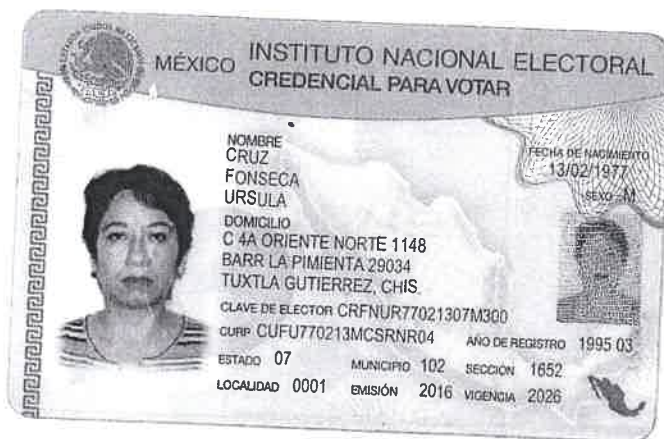 MÉXICO INSTITUTO NACIONAL ELECTORAL
CREDENCIAL PARA VOTAR
NOMBRE
CRUZ
FONSECA
URSULA
FECHA DE NACIMIENTO
13/02/1977
SEXO M
DOMICILIO
C 4A ORIENTE NORTE 1148
BARR LA PIMIENTA 29034
TUXTLA GUTIERREZ, CHIS.
CLAVE DE ELECTOR CRFNUR77021307M300
CURP CUFU770213MCSRNR04 AÑO DE REGISTRO 1995 03
ESTADO 07 MUNICIPIO 102 SECCIÓN 1652
LOCALIDAD 0001 EMISIÓN 2016 VIGENCIA 2026